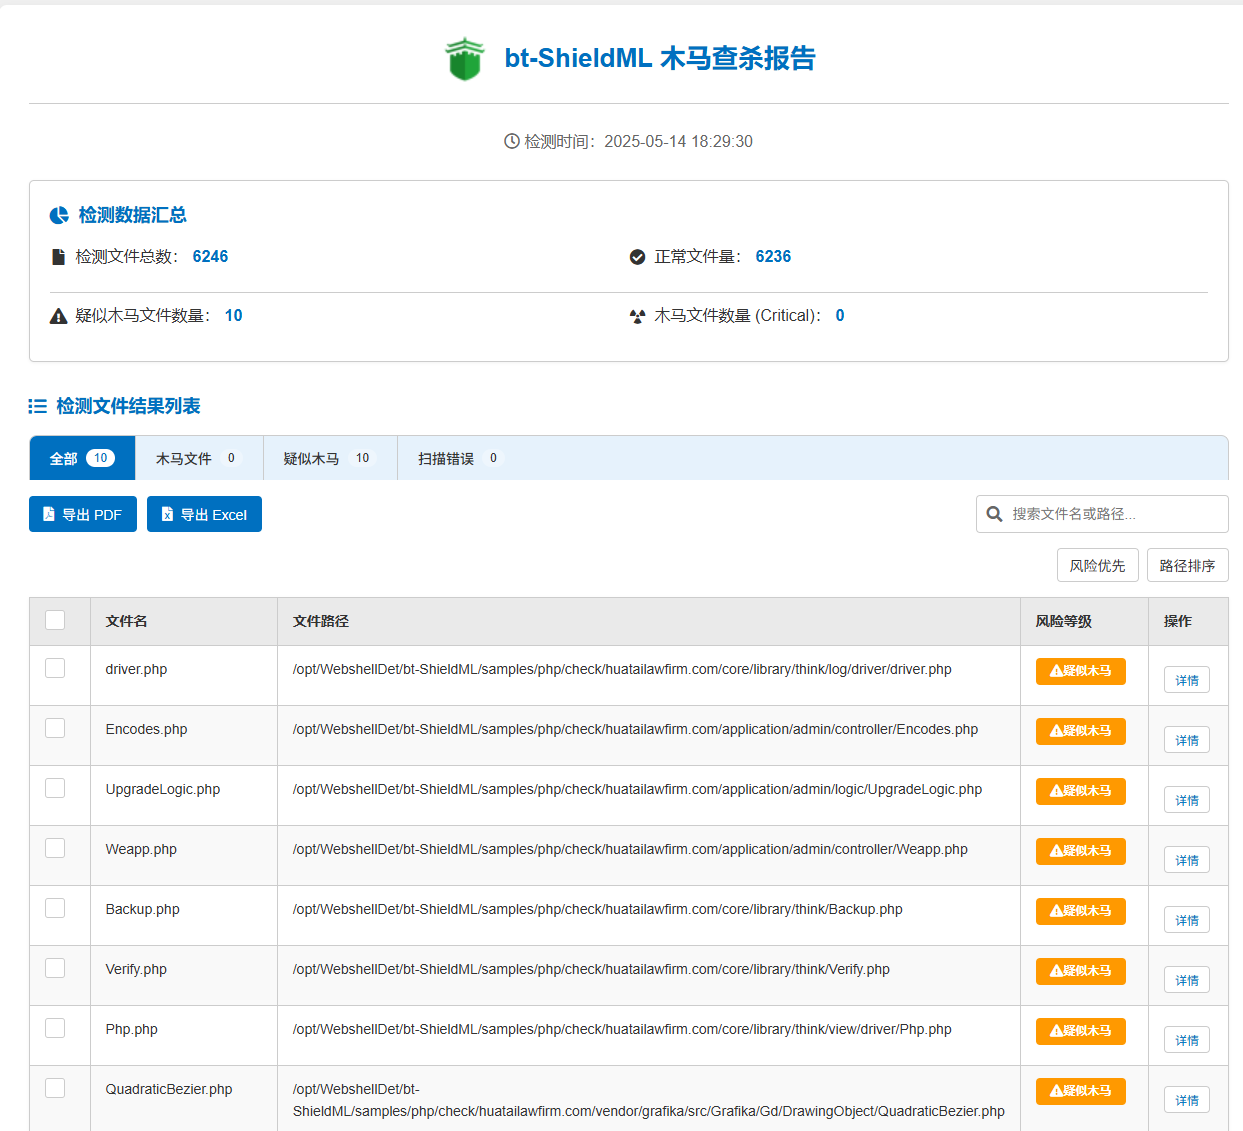 bt-ShieldML 木马查杀报告
检测时间：2025-05-14 18:29:30
检测数据汇总
检测文件总数： 6246
正常文件量： 6236
疑似木马文件数量： 10
木马文件数量 (Critical)： 0
检测文件结果列表
全部 10 木马文件 0 疑似木马 10 扫描错误 0
导出 PDF 导出 Excel 搜索文件名或路径...
风险优先 路径排序
文件名 文件路径 风险等级 操作
driver.php /opt/WebshellDet/bt-ShieldML/samples/php/check/huatailawfirm.com/core/library/think/log/driver/driver.php 疑似木马 详情
Encodes.php /opt/WebshellDet/bt-ShieldML/samples/php/check/huatailawfirm.com/application/admin/controller/Encodes.php 疑似木马 详情
UpgradeLogic.php /opt/WebshellDet/bt-ShieldML/samples/php/check/huatailawfirm.com/application/admin/logic/UpgradeLogic.php 疑似木马 详情
Weapp.php /opt/WebshellDet/bt-ShieldML/samples/php/check/huatailawfirm.com/application/admin/controller/Weapp.php 疑似木马 详情
Backup.php /opt/WebshellDet/bt-ShieldML/samples/php/check/huatailawfirm.com/core/library/think/Backup.php 疑似木马 详情
Verify.php /opt/WebshellDet/bt-ShieldML/samples/php/check/huatailawfirm.com/core/library/think/Verify.php 疑似木马 详情
Php.php /opt/WebshellDet/bt-ShieldML/samples/php/check/huatailawfirm.com/core/library/think/view/driver/Php.php 疑似木马 详情
QuadraticBezier.php /opt/WebshellDet/bt- 疑似木马 详情
ShieldML/samples/php/check/huatailawfirm.com/vendor/grafika/src/Grafika/Gd/DrawingObject/QuadraticBezier.php